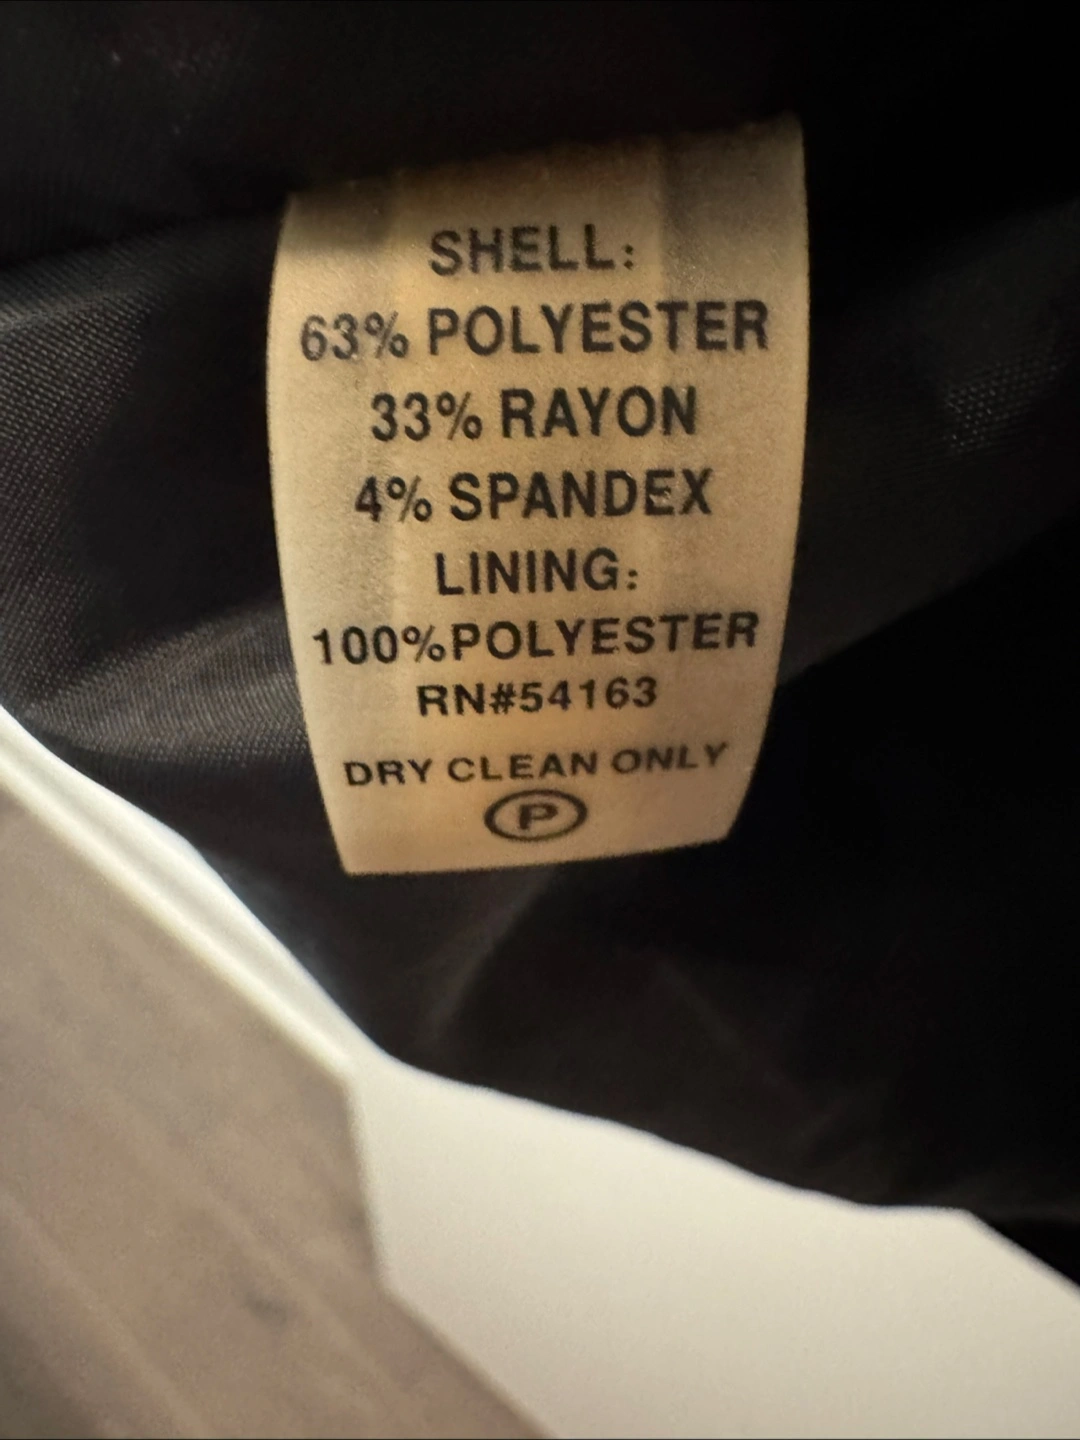 SHELL:
63% POLYESTER
33% RAYON
4% SPANDEX
LINING:
100%POLYESTER
RN#54163
DRY CLEAN ONLY
P